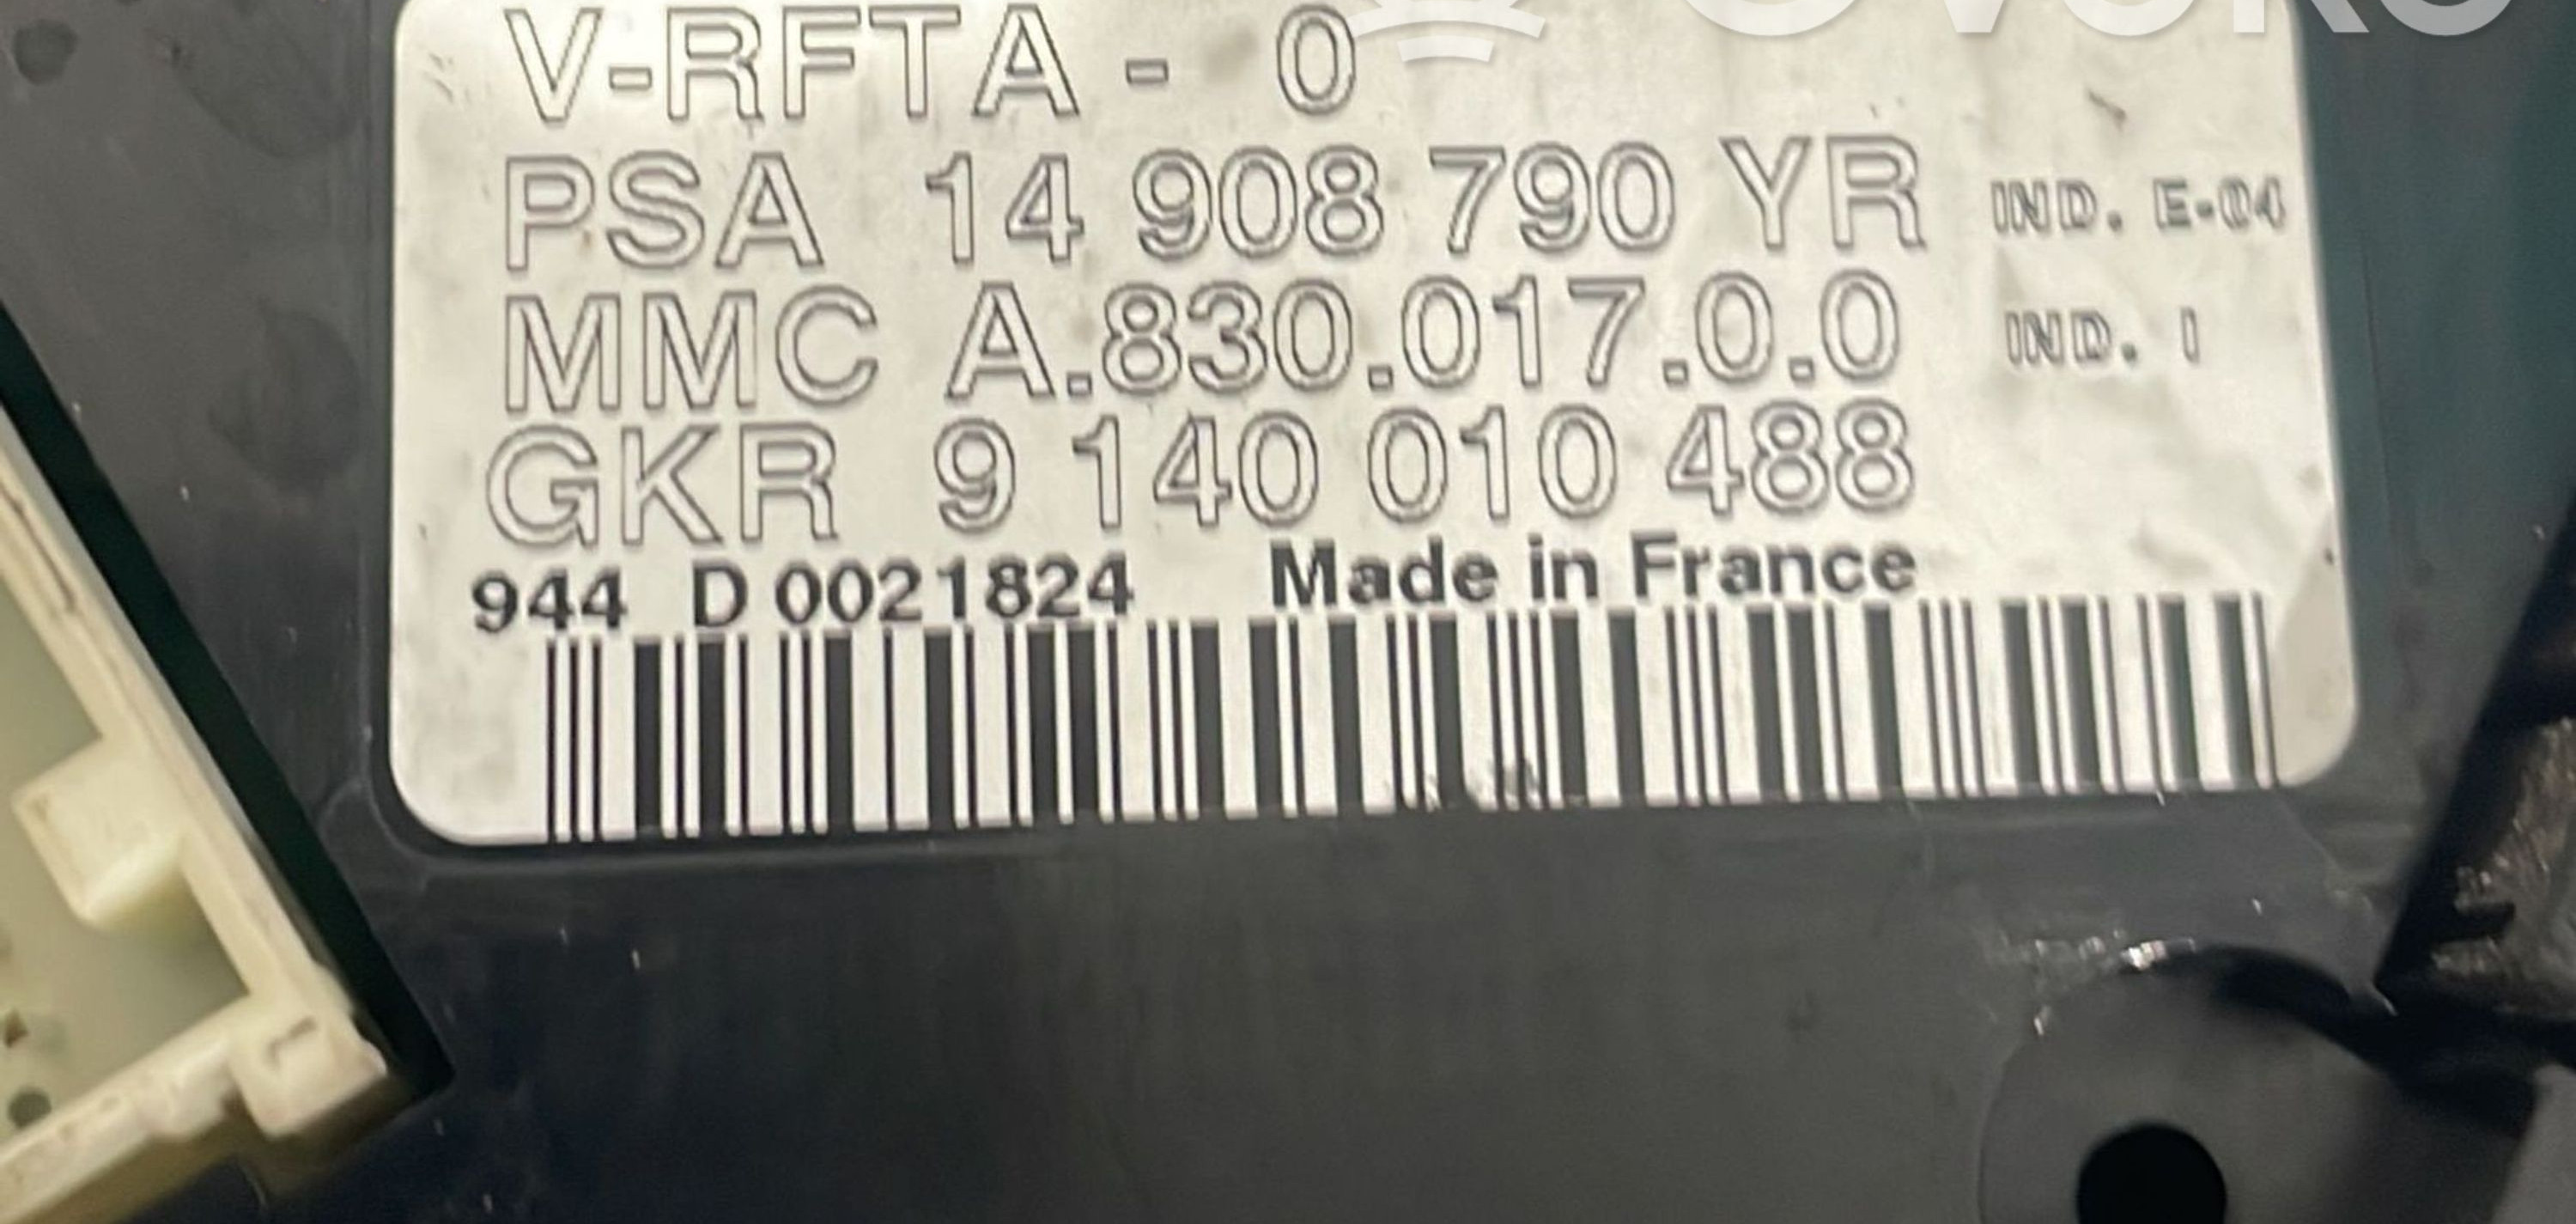 V-RFTA - 0
PSA 14 908 790 YR IND. E-04
MMC A.830.017.0.0 IND. I
GKR 9 140 010 488
944 D 0021824 Made in France